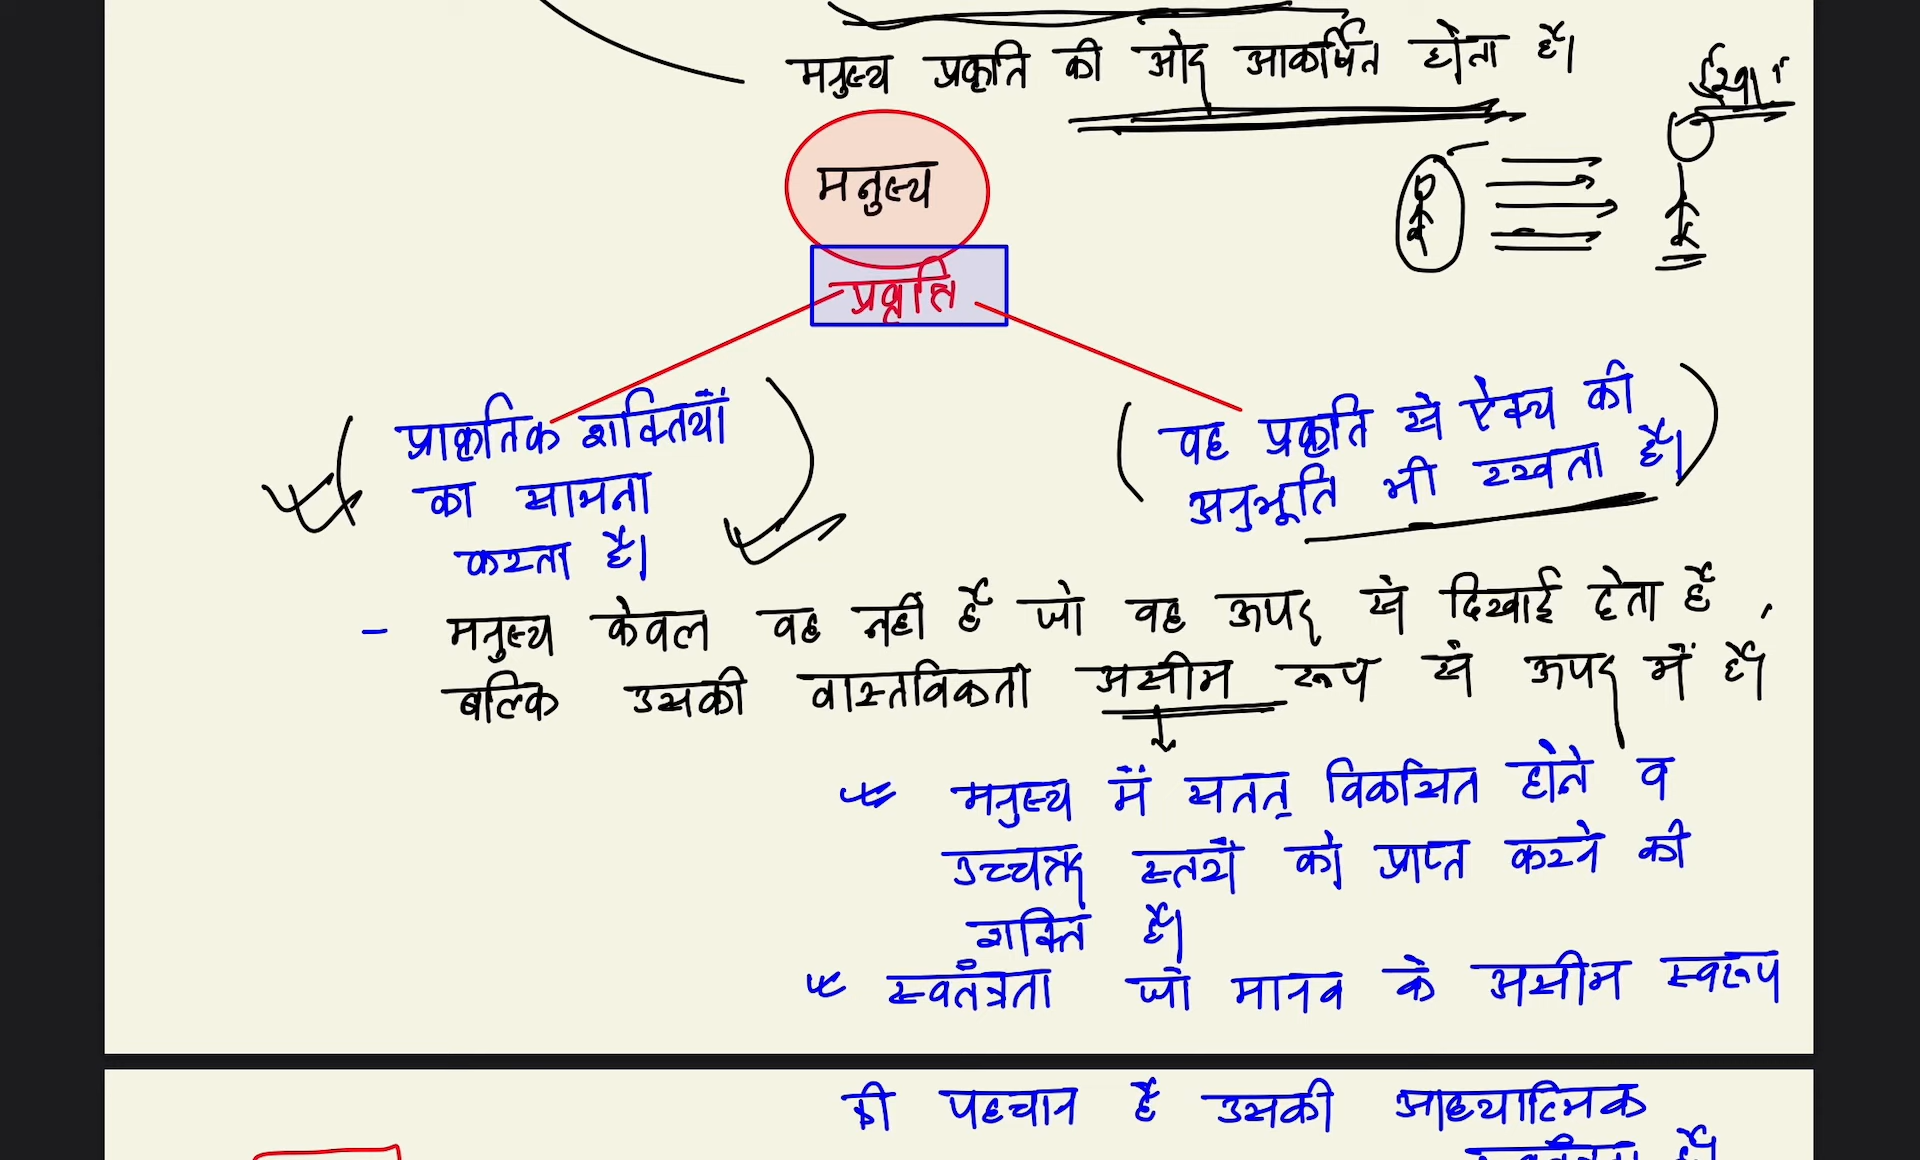 मनुष्य प्रकृति की ओर आकर्षित होता है।
मनुष्य
प्रवृत्ति
प्राकृतिक शक्तियों
का सामना
करता है।
वह प्रकृति से ऐक्य की
अनुभूति भी रखता है।
- मनुष्य केवल वह नहीं है जो वह ऊपर से दिखाई देता है,
बल्कि उसकी वास्तविकता असीम रूप से ऊपर में है।
मनुष्य में सतत् विकसित होने व
उच्चतर स्तरों को प्राप्त करने की
शक्ति है।
स्वतंत्रता जो मानव के असीम स्वरूप
की पहचान है उसकी आध्यात्मिक
है